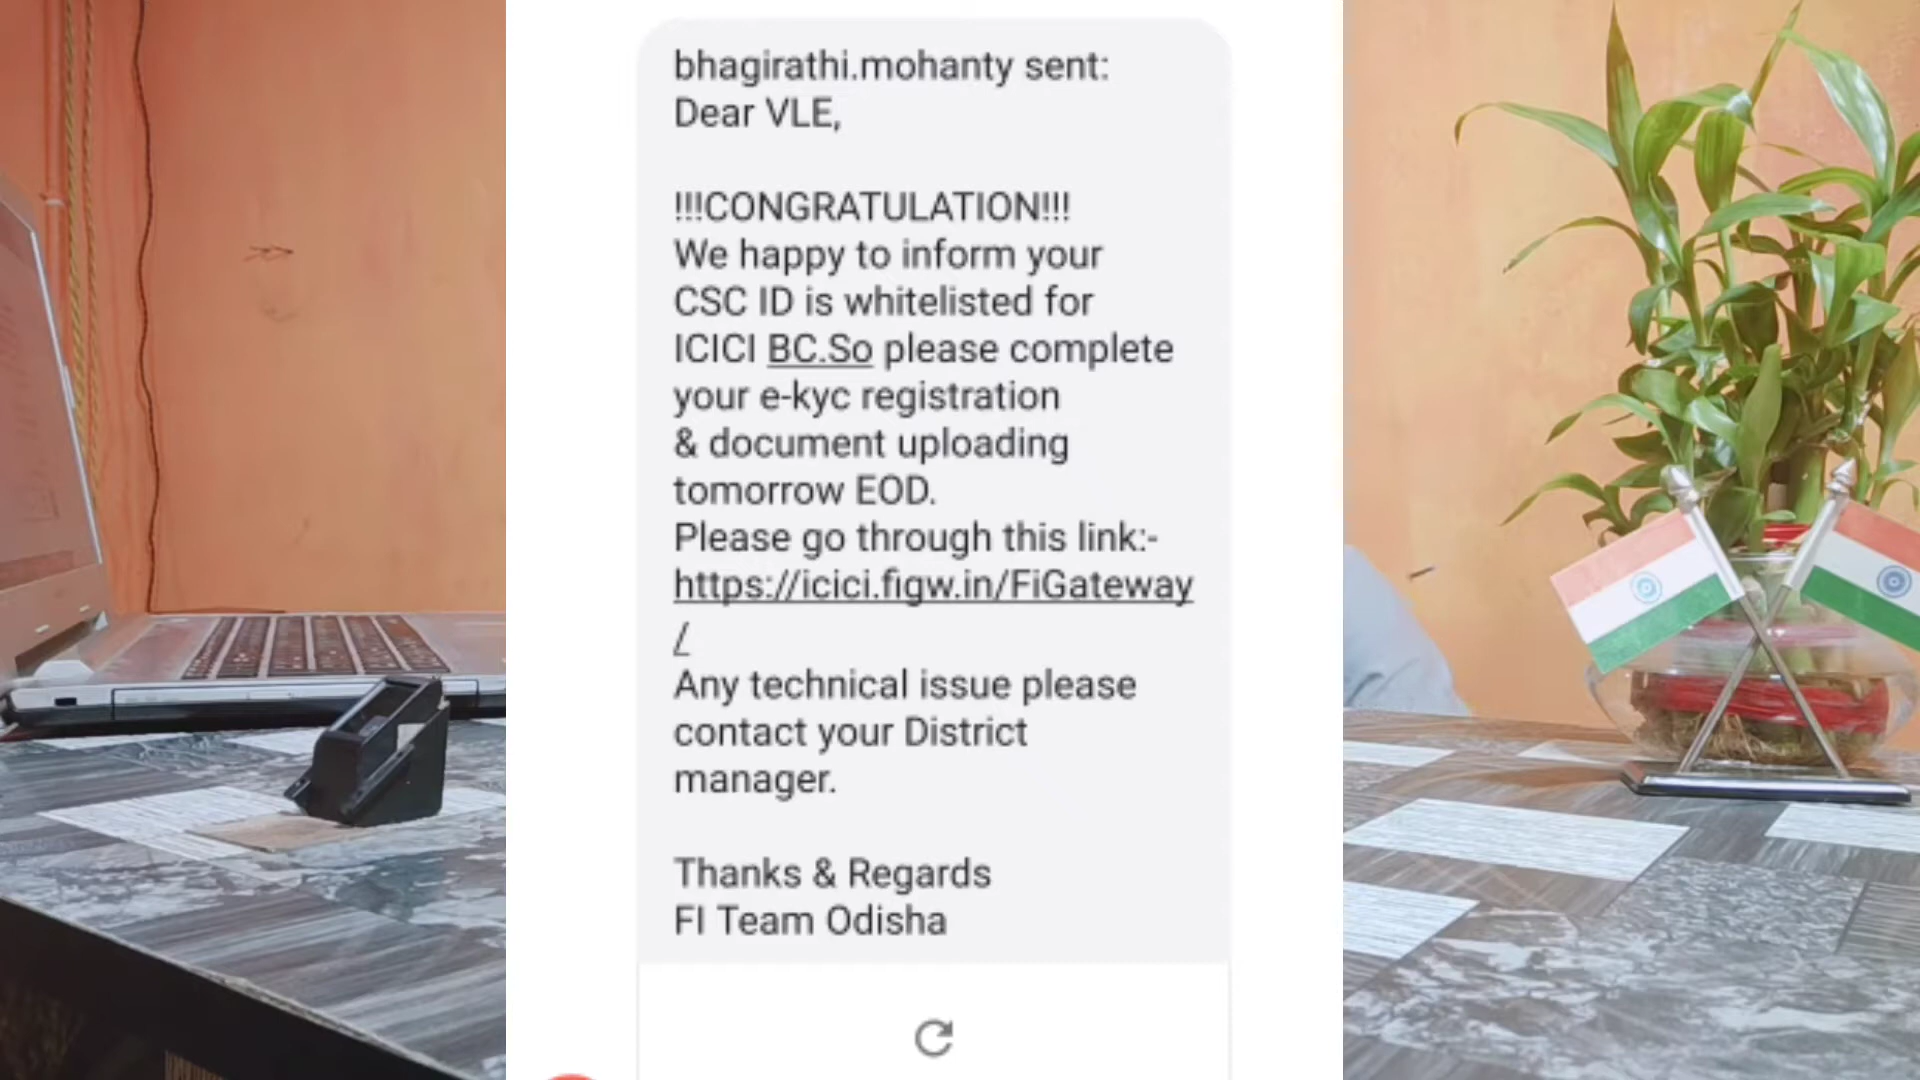 bhagirathi.mohanty sent:
Dear VLE,
!!!CONGRATULATION!!!
We happy to inform your
CSC ID is whitelisted for
ICICI BC.So please complete
your e-kyc registration
& document uploading
tomorrow EOD.
Please go through this link:-
https://icici.figw.in/FiGateway
/
Any technical issue please
contact your District
manager.
Thanks & Regards
FI Team Odisha